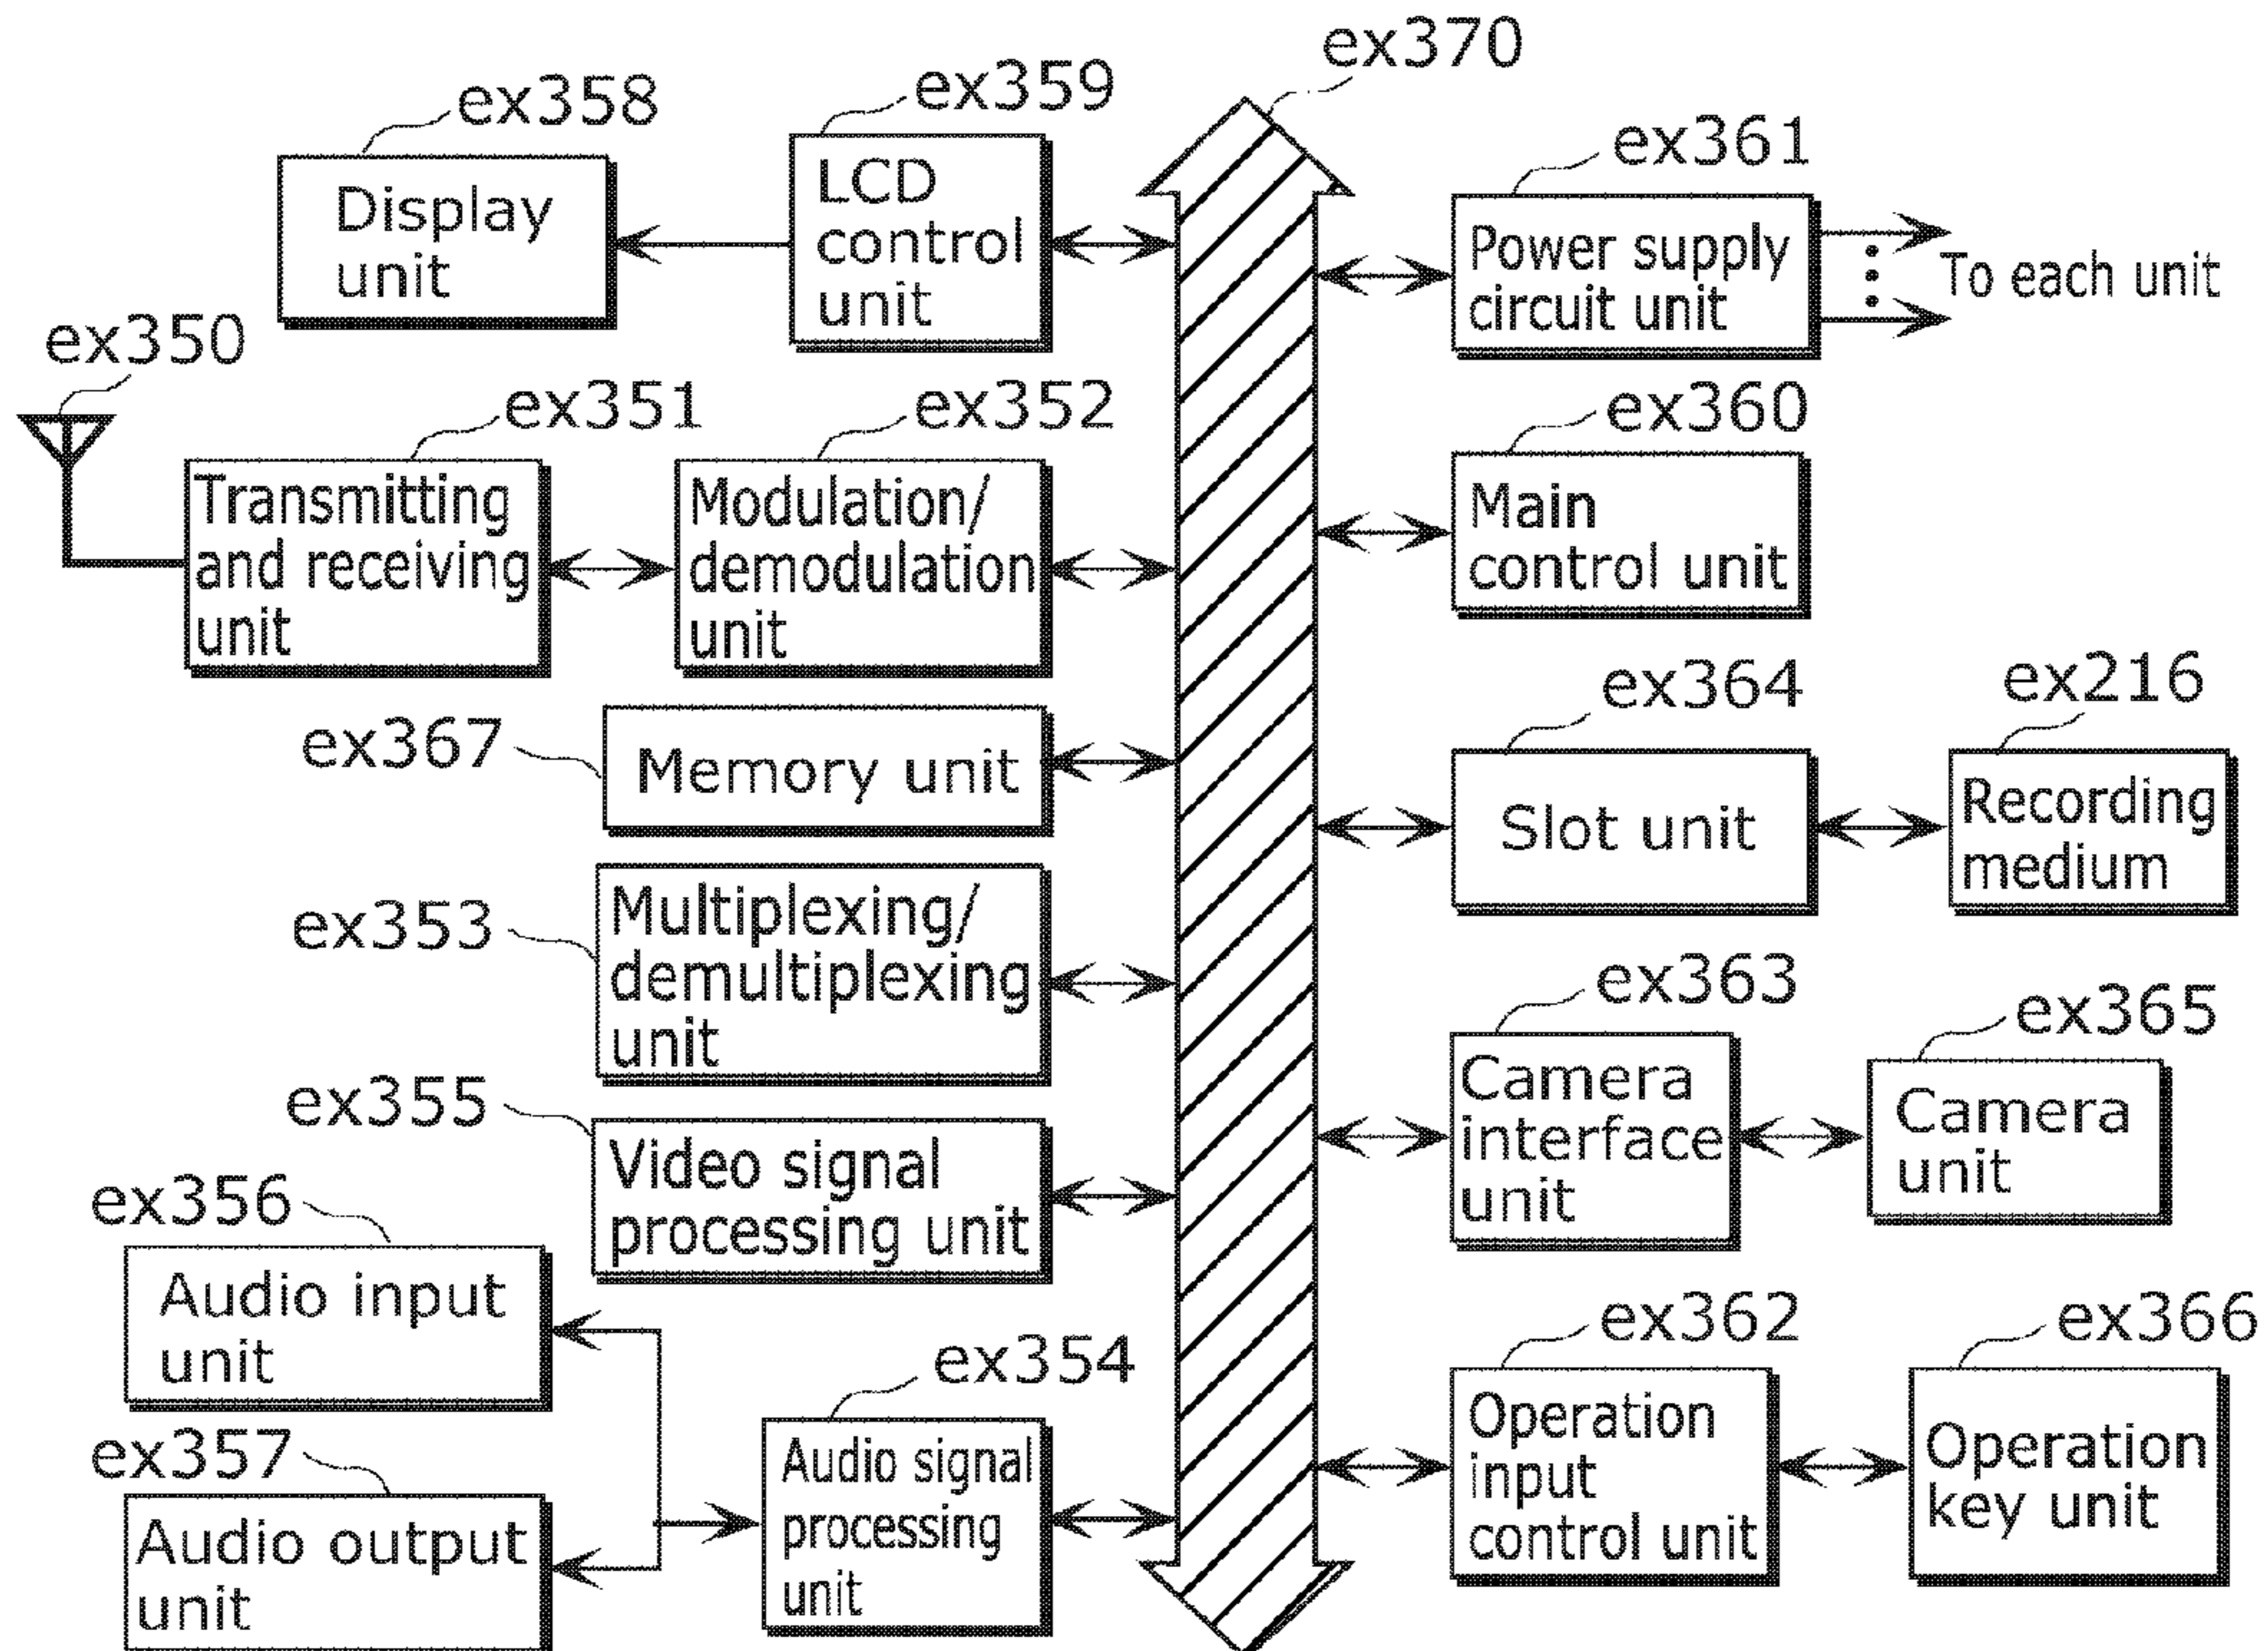 ex370
ex358
ex359
ex361
Display
unit
LCD
control
unit
Power supply
circuit unit
To each unit
ex350
ex351
ex352
ex360
Transmitting
and receiving
unit
Modulation/
demodulation
unit
Main
control unit
ex367
Memory unit
ex364
ex216
Slot unit
Recording
medium
ex353
Multiplexing/
demultiplexing
unit
ex363
ex365
Camera
interface
unit
Camera
unit
ex355
Video signal
processing unit
ex356
Audio input
unit
ex354
ex362
ex366
ex357
Audio output
unit
Audio signal
processing
unit
Operation
input
control unit
Operation
key unit